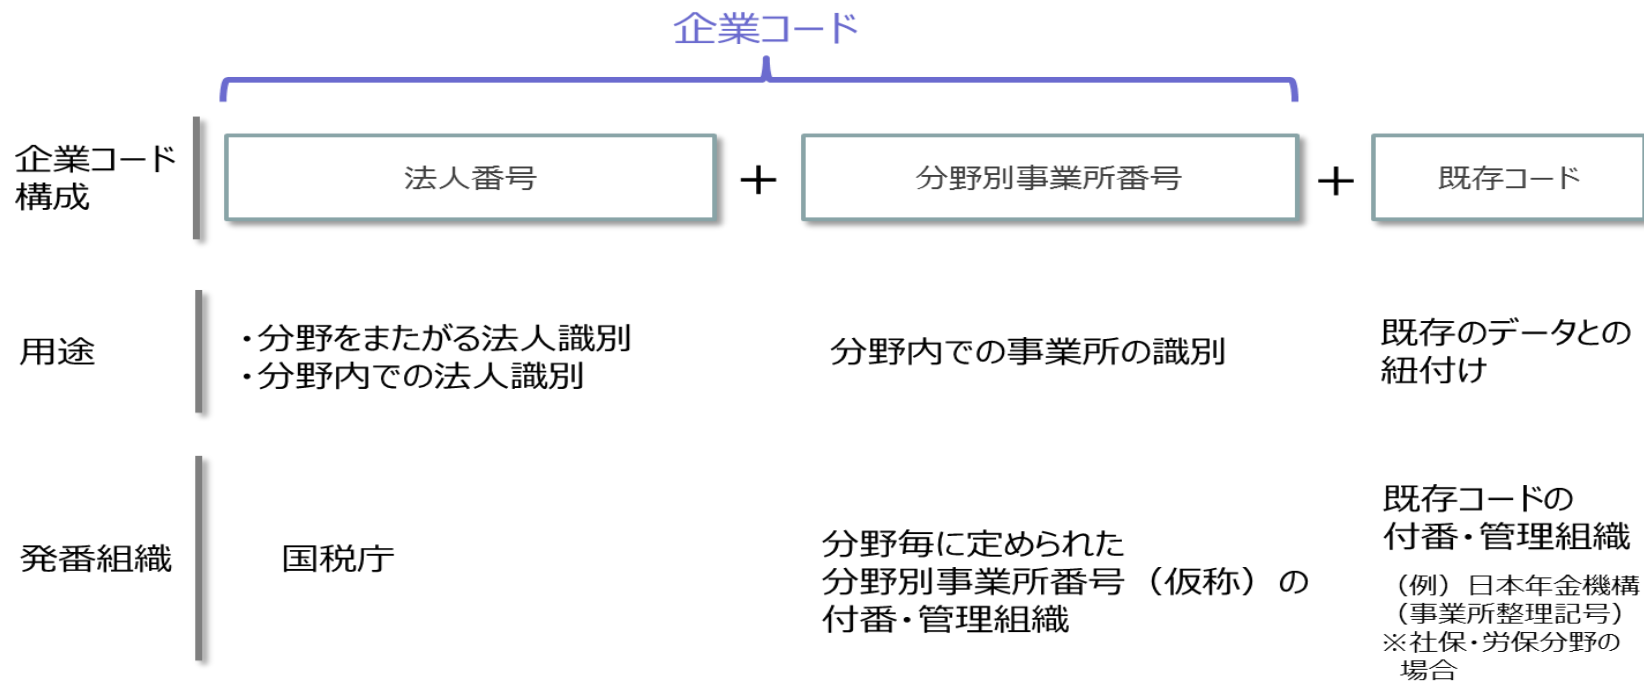 企業コード
企業コード
構成
法人番号
+
分野別事業所番号
+
既存コード
用途
・分野をまたがる法人識別
・分野内での法人識別
分野内での事業所の識別
既存のデータとの
紐付け
発番組織
国税庁
分野毎に定められた
分野別事業所番号（仮称）の
付番・管理組織
既存コードの
付番・管理組織
（例）日本年金機構
（事業所整理記号）
※社保・労保分野の
場合